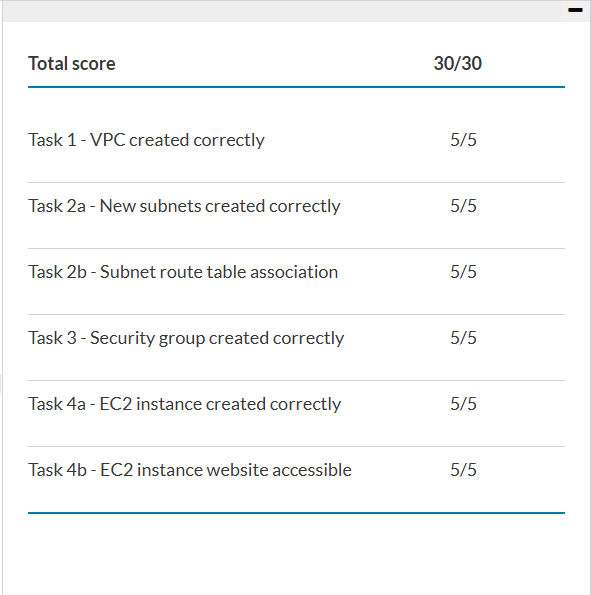 Total score 30/30
Task 1 - VPC created correctly 5/5
Task 2a - New subnets created correctly 5/5
Task 2b - Subnet route table association 5/5
Task 3 - Security group created correctly 5/5
Task 4a - EC2 instance created correctly 5/5
Task 4b - EC2 instance website accessible 5/5